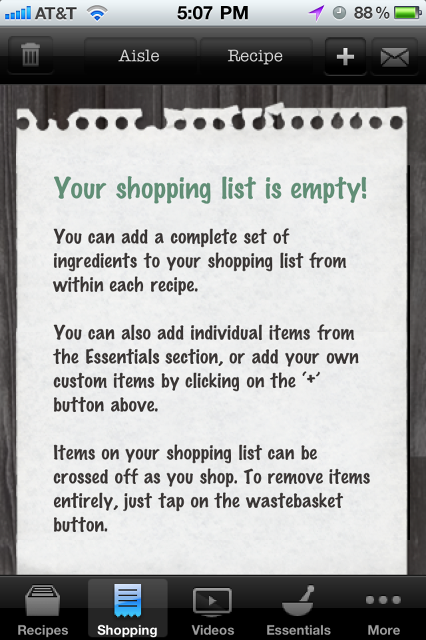 AT&T 5:07 PM 88%
Aisle Recipe +
Your shopping list is empty!
You can add a complete set of
ingredients to your shopping list from
within each recipe.
You can also add individual items from
the Essentials section, or add your own
custom items by clicking on the ‘+’
button above.
Items on your shopping list can be
crossed off as you shop. To remove items
entirely, just tap on the wastebasket
button.
Recipes Shopping Videos Essentials More